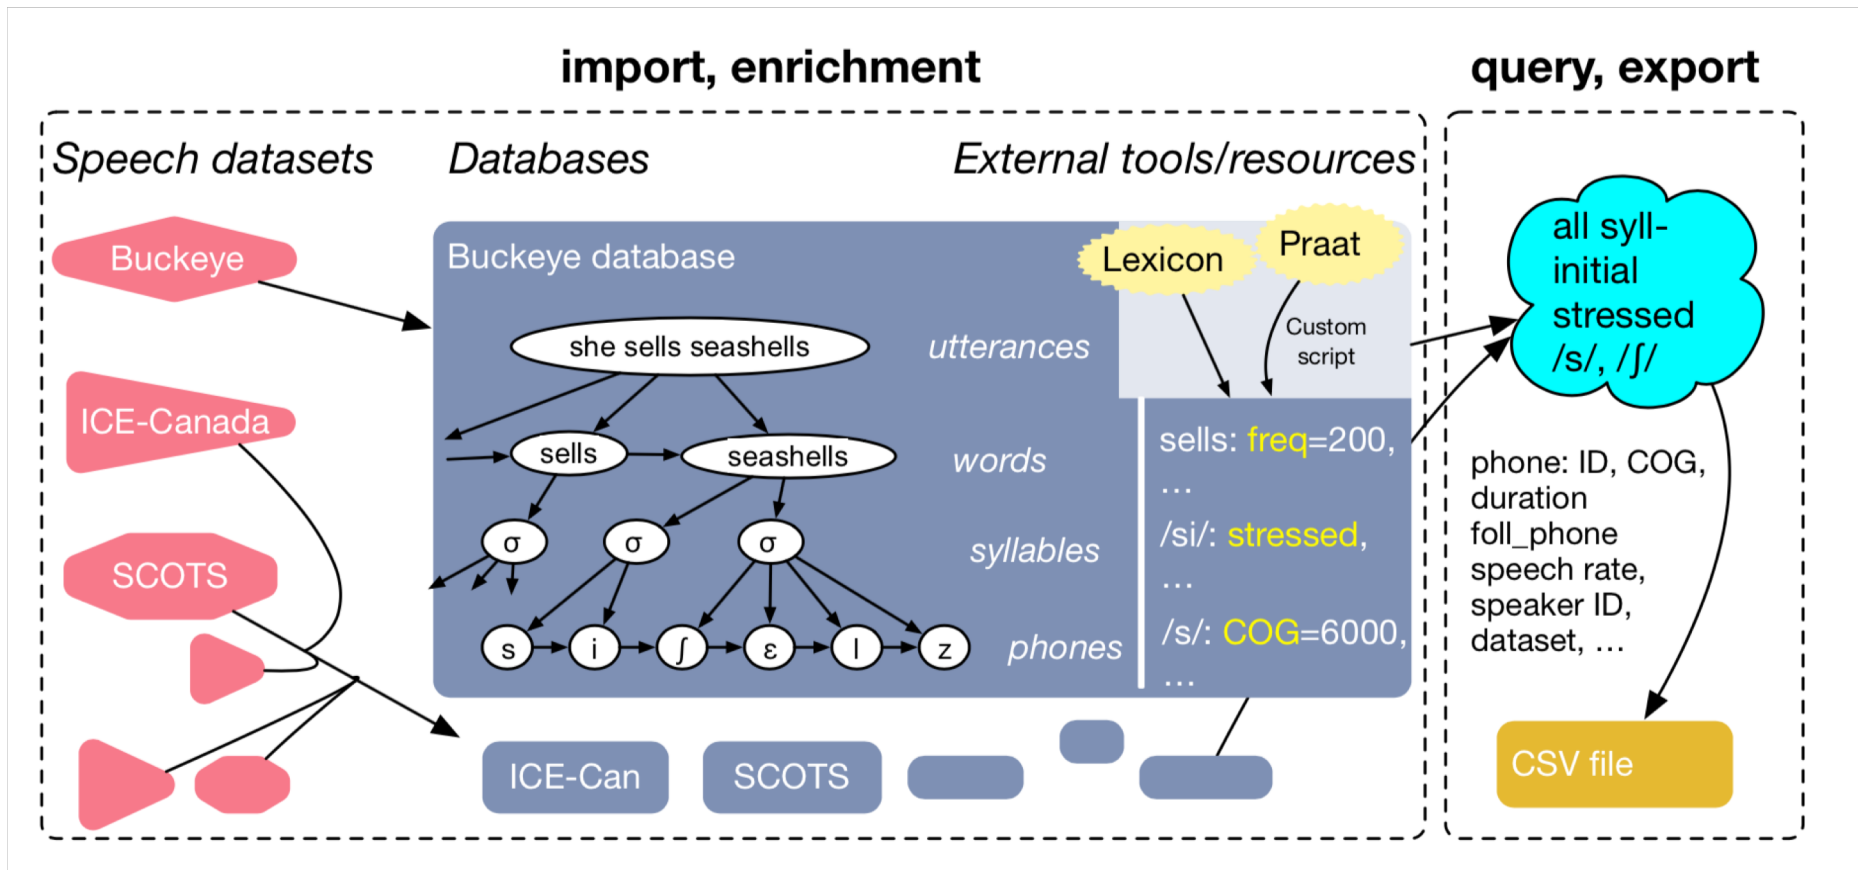 import, enrichment
query, export
Speech datasets
Databases
External tools/resources
Buckeye
ICE-Canada
SCOTS
Buckeye database
Lexicon
Praat
Custom
script
she sells seashells
utterances
sells
seashells
words
σ
σ
σ
syllables
s
i
ʃ
ɛ
l
z
phones
sells: freq=200,
...
/si/: stressed,
...
/s/: COG=6000,
...
ICE-Can
SCOTS
all syll-
initial
stressed
/s/, /ʃ/
phone: ID, COG,
duration
foll_phone
speech rate,
speaker ID,
dataset, ...
CSV file